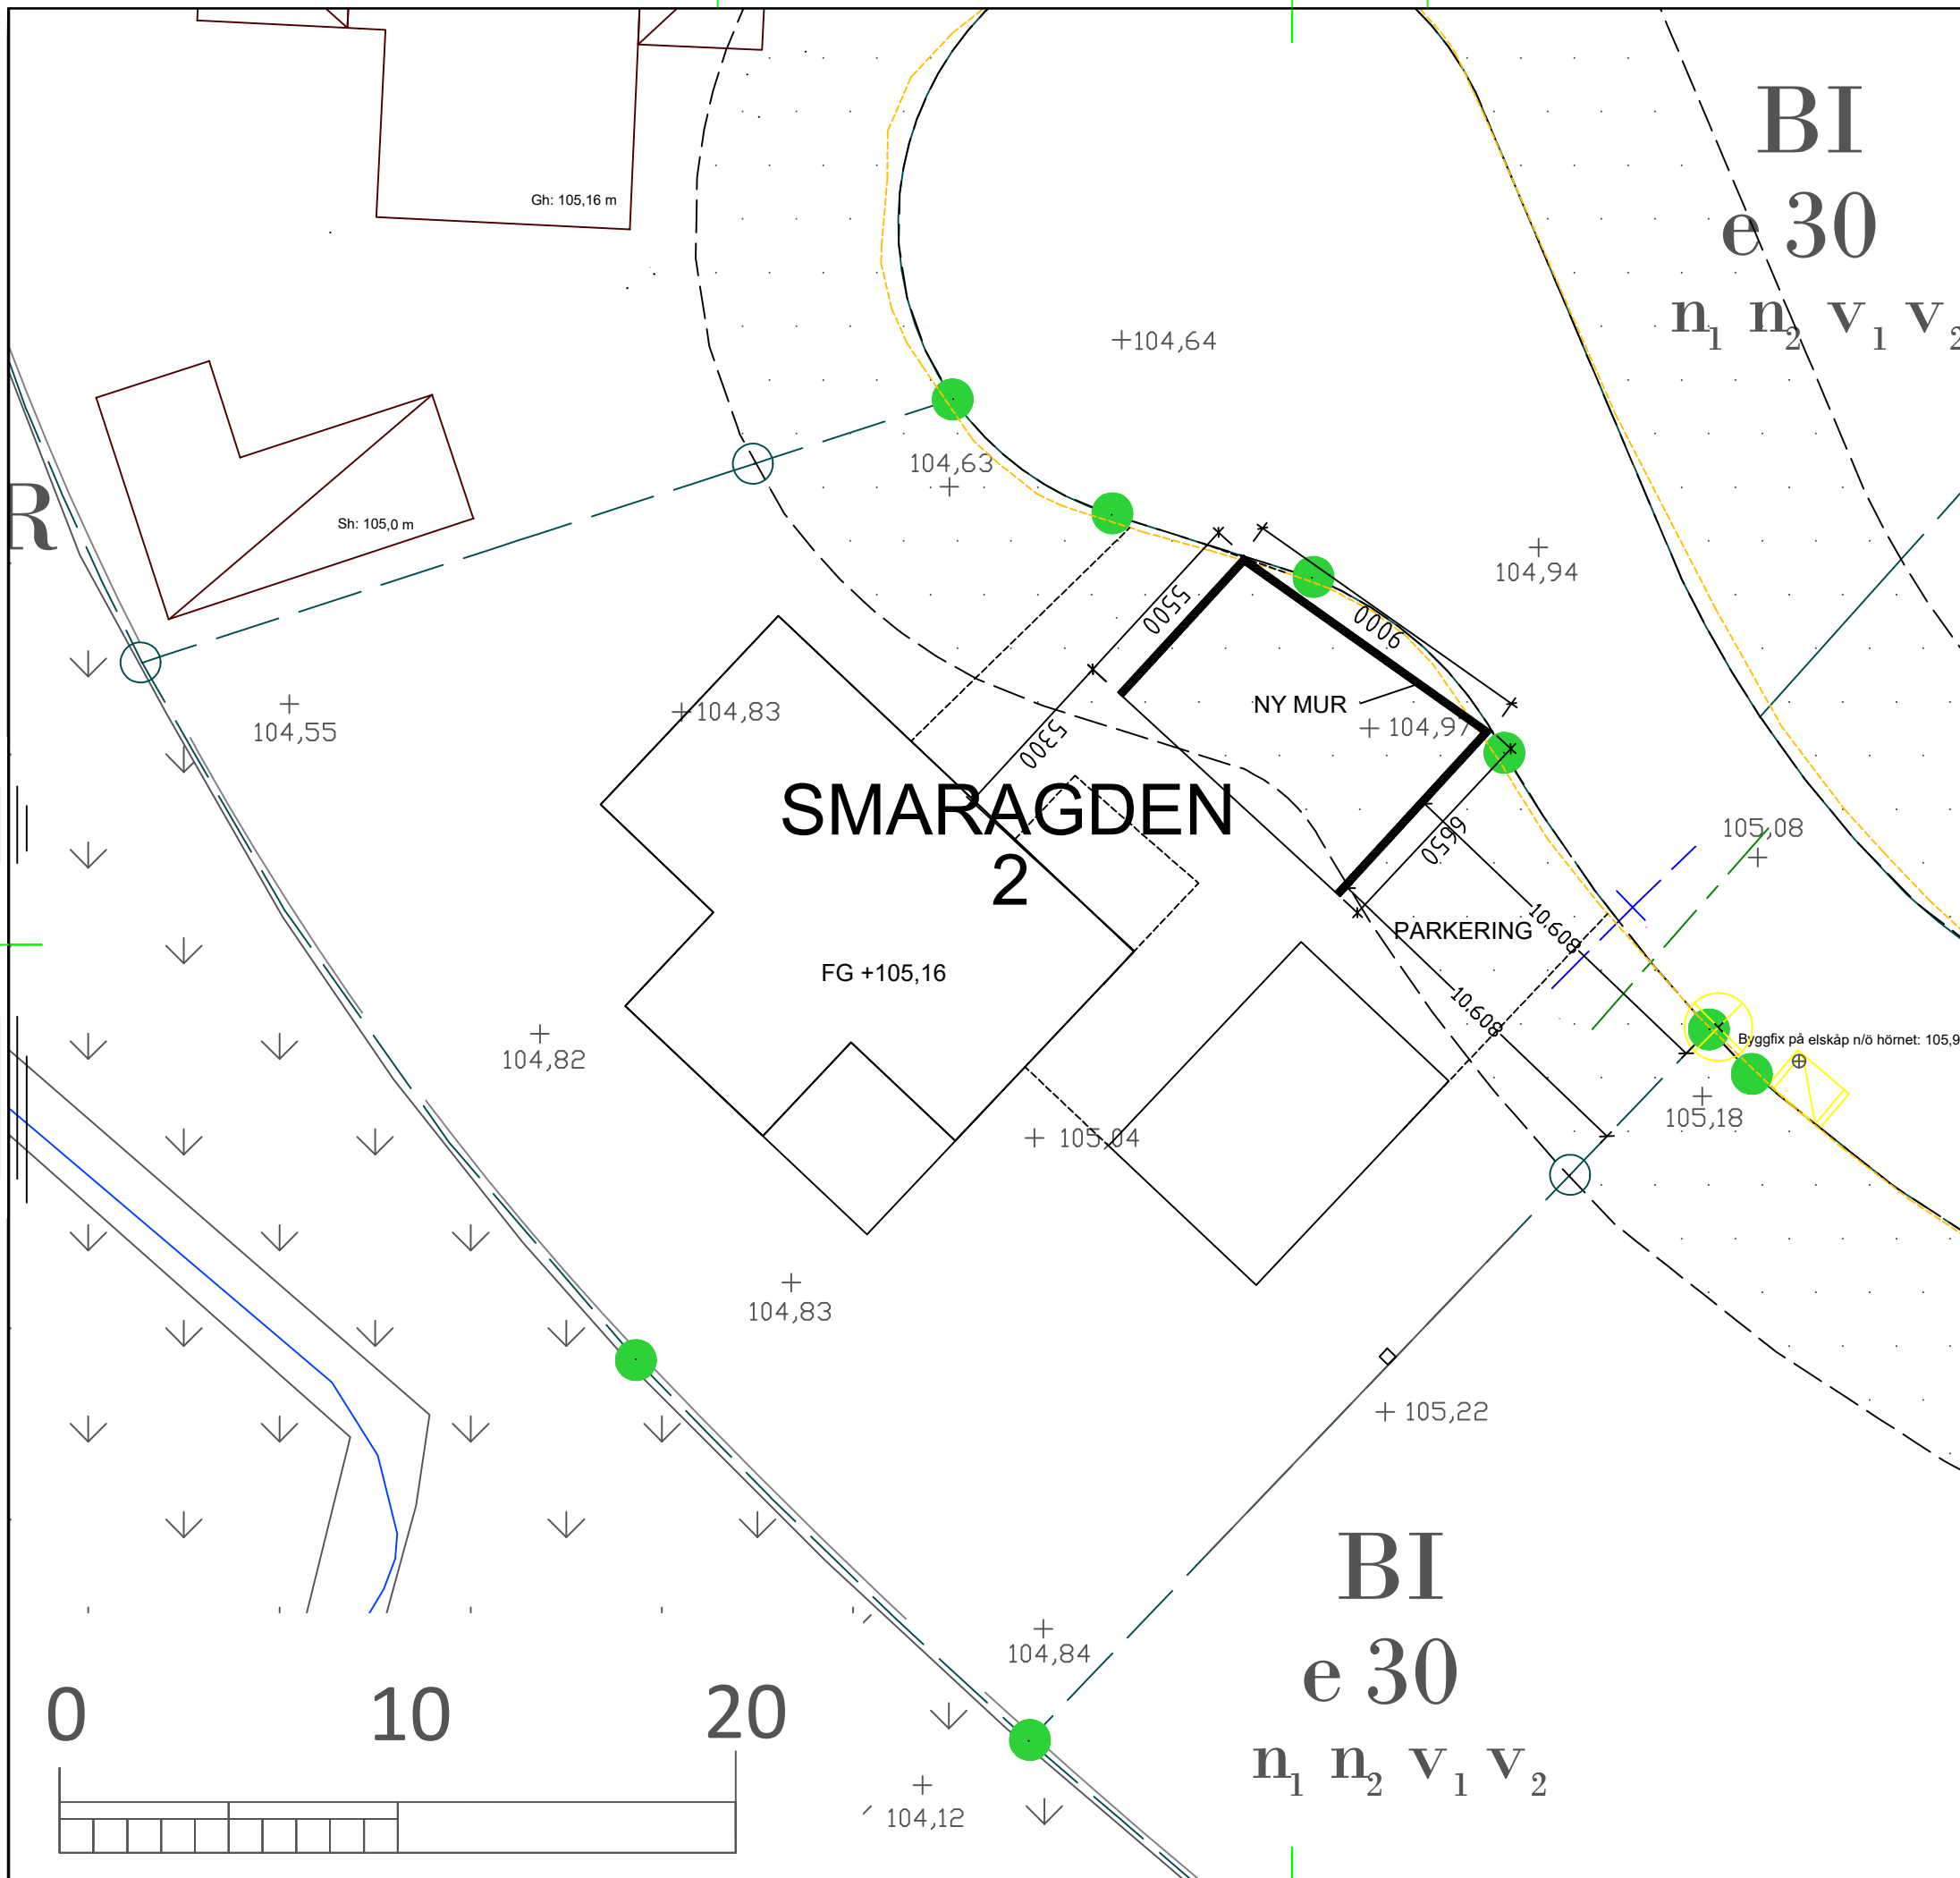 BI
e 30
n1 n2 v1 v2
Gh: 105,16 m
+104,64
104,63
R
Sh: 105,0 m
104,94
5500
9000
NY MUR
+ 104,97
+104,83
104,55
5300
SMARAGDEN
2
6650
105,08
PARKERING
10.608
10.608
FG +105,16
Byggfix på elskåp n/ö hörnet: 105,9
104,82
105,18
+ 105,04
104,83
+ 105,22
BI
e 30
n1 n2 v1 v2
104,84
104,12
0 10 20